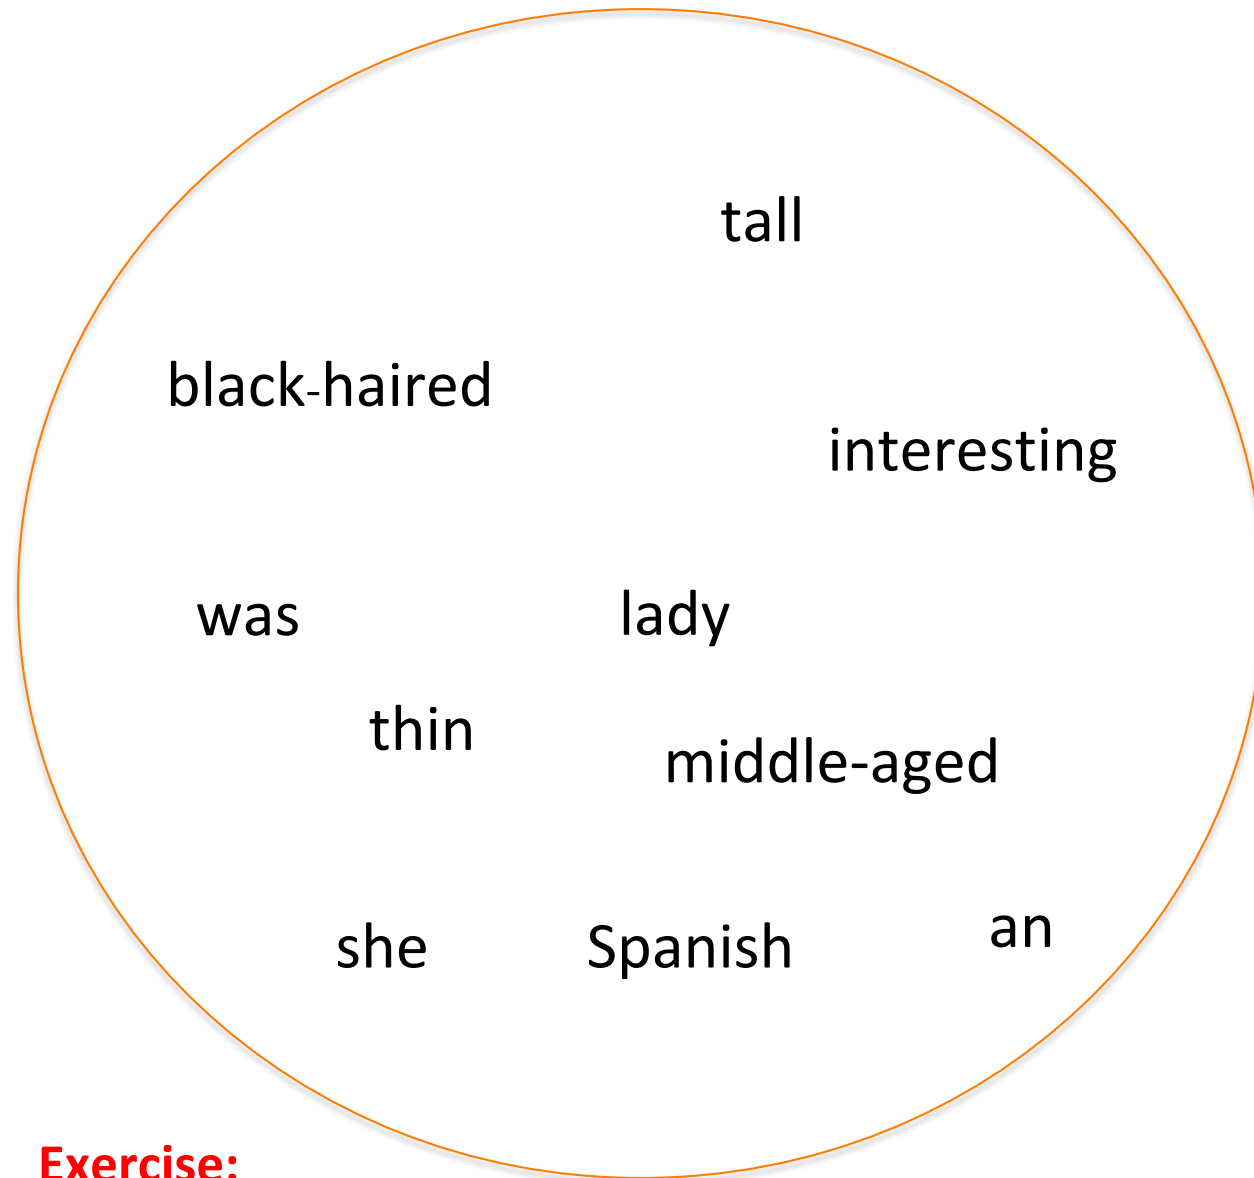 tall
black-haired
interesting
was lady
thin
middle-aged
she Spanish an
Exercise: